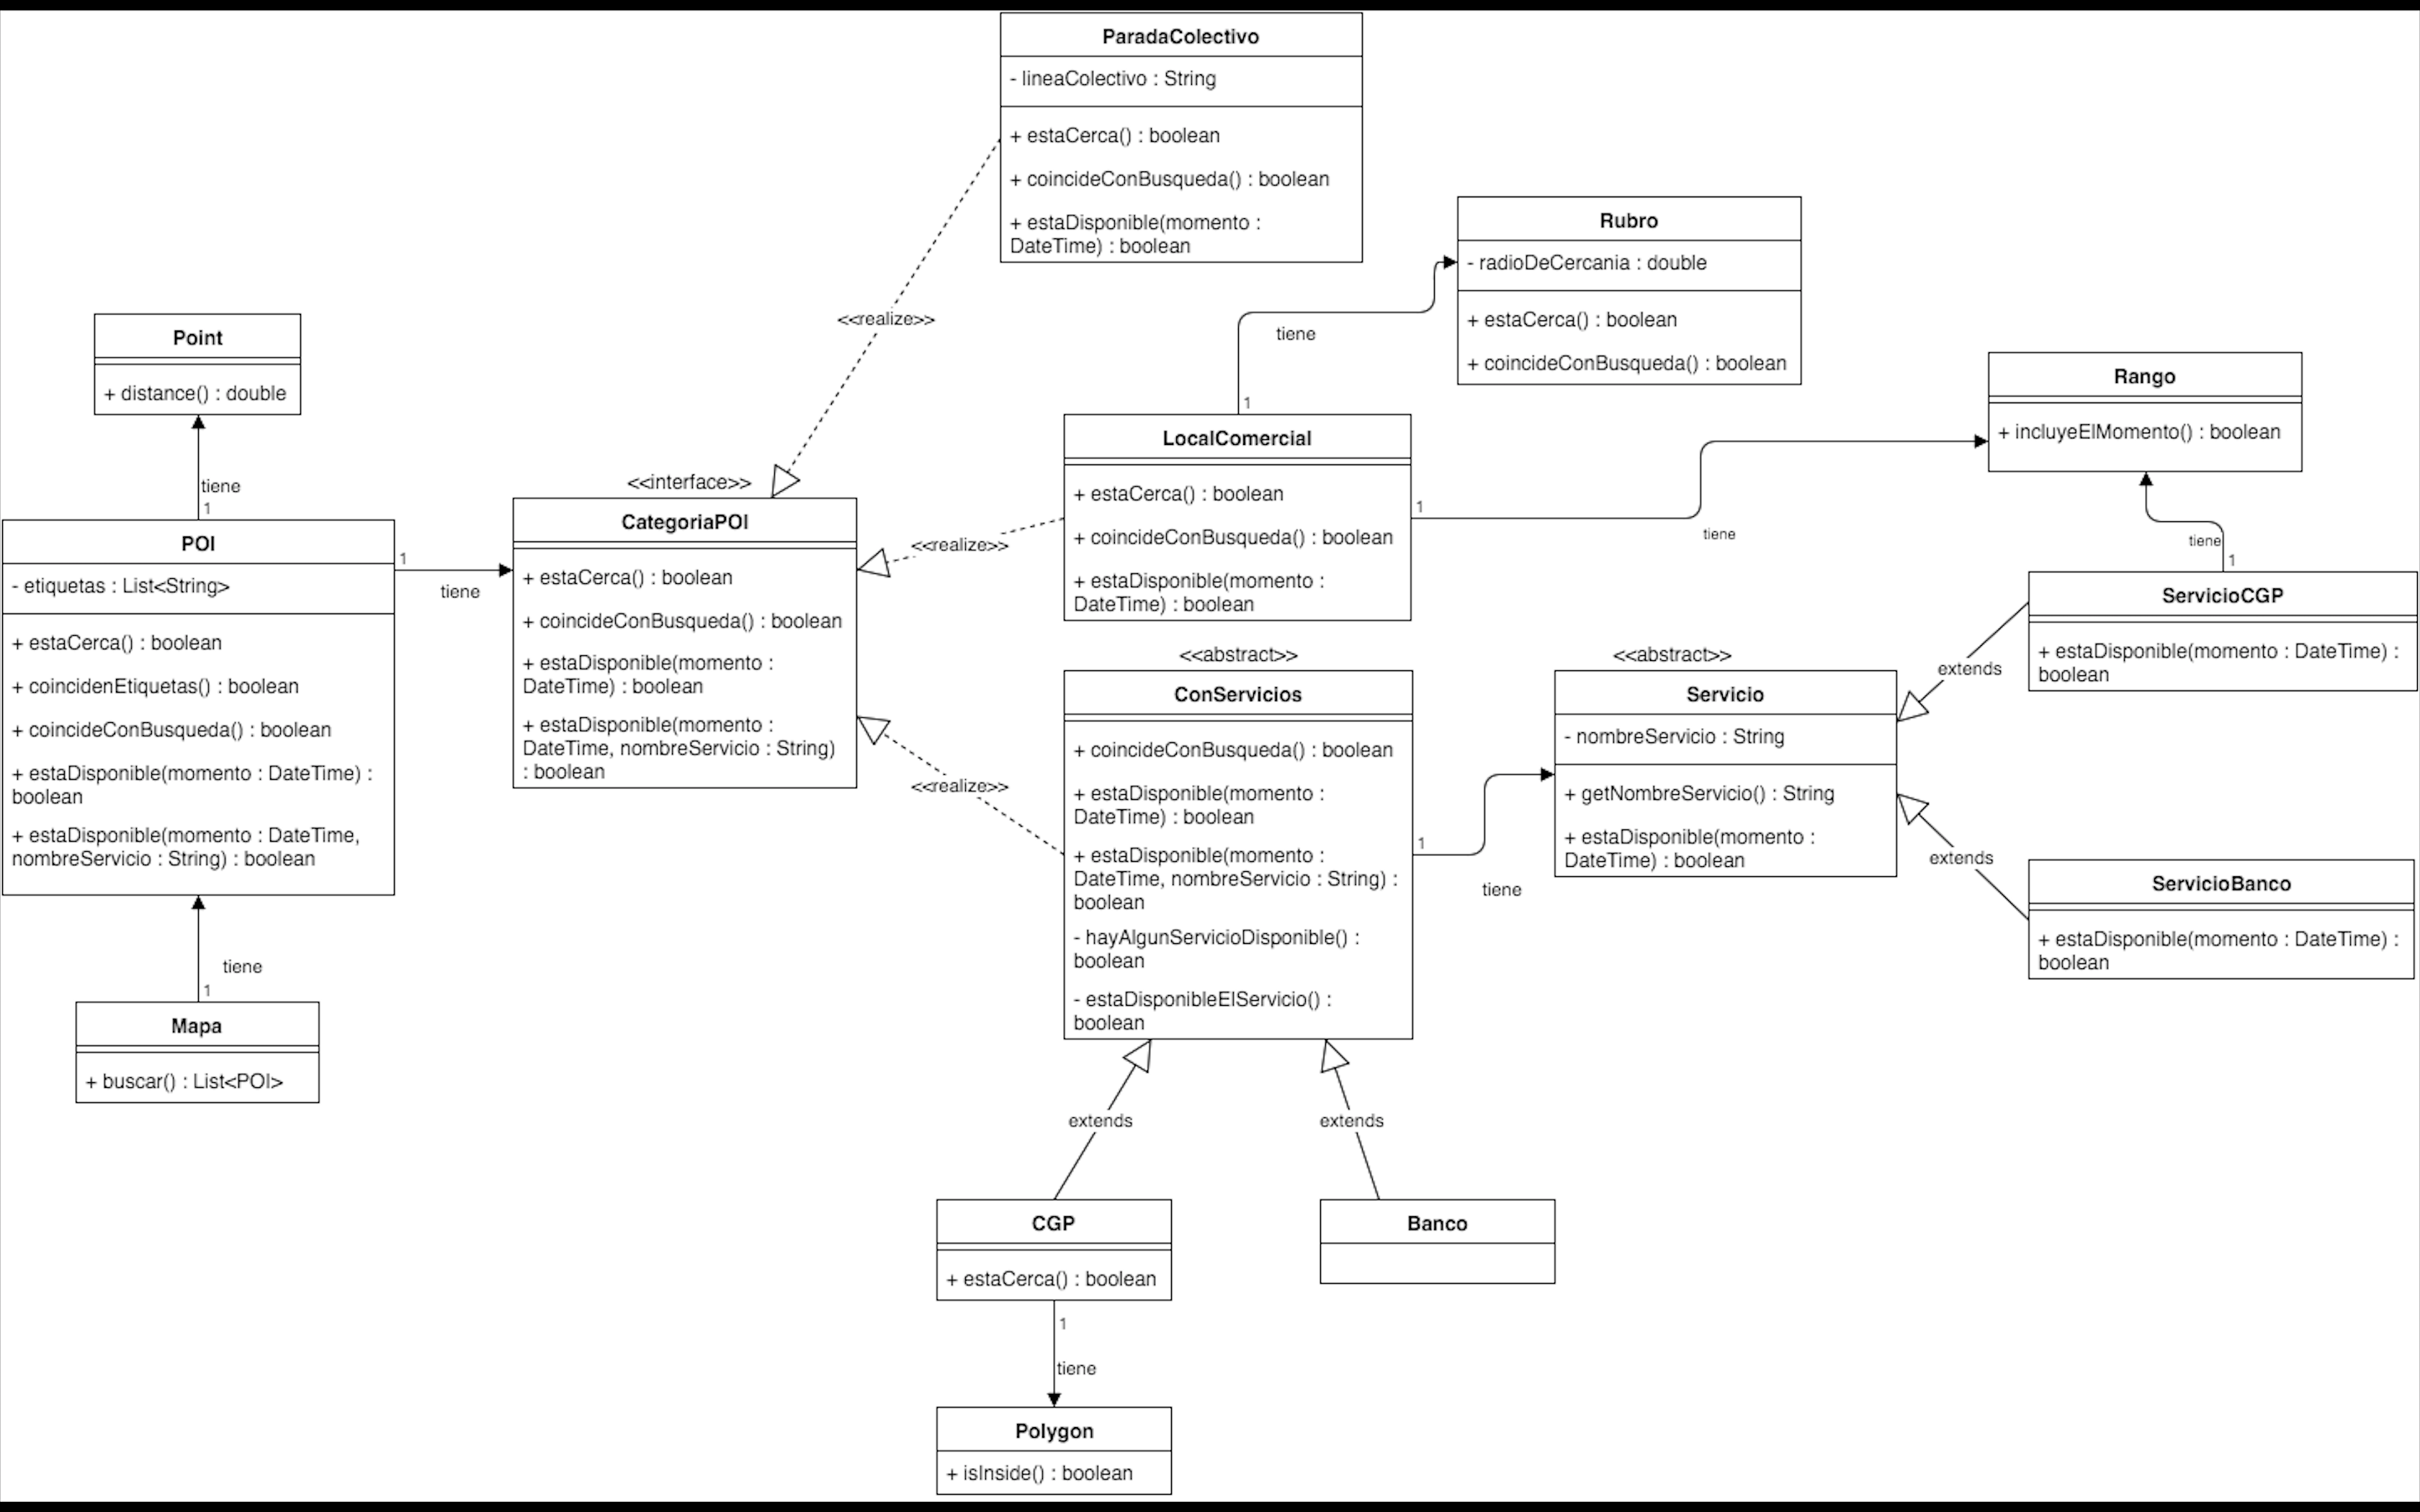 ParadaColectivo
- lineaColectivo : String
+ estaCerca() : boolean
+ coincideConBusqueda() : boolean
+ estaDisponible(momento :
DateTime) : boolean
<<realize>>
Rubro
- radioDeCercania : double
+ estaCerca() : boolean
+ coincideConBusqueda() : boolean
tiene
1
Point
+ distance() : double
tiene
1
POI
- etiquetas : List<String>
+ estaCerca() : boolean
+ coincidenEtiquetas() : boolean
+ coincideConBusqueda() : boolean
+ estaDisponible(momento : DateTime) :
boolean
+ estaDisponible(momento : DateTime,
nombreServicio : String) : boolean
1
tiene
tiene
1
Mapa
+ buscar() : List<POI>
<<interface>>
CategoriaPOI
+ estaCerca() : boolean
+ coincideConBusqueda() : boolean
+ estaDisponible(momento :
DateTime) : boolean
+ estaDisponible(momento :
DateTime, nombreServicio : String)
: boolean
<<realize>>
<<realize>>
LocalComercial
+ estaCerca() : boolean
+ coincideConBusqueda() : boolean
+ estaDisponible(momento :
DateTime) : boolean
1
tiene
Rango
+ incluyeElMomento() : boolean
tiene
1
ServicioCGP
+ estaDisponible(momento : DateTime) :
boolean
extends
<<abstract>>
ConServicios
+ coincideConBusqueda() : boolean
+ estaDisponible(momento :
DateTime) : boolean
+ estaDisponible(momento :
DateTime, nombreServicio : String) :
boolean
- hayAlgunServicioDisponible() :
boolean
- estaDisponibleElServicio() :
boolean
1
tiene
<<abstract>>
Servicio
- nombreServicio : String
+ getNombreServicio() : String
+ estaDisponible(momento :
DateTime) : boolean
extends
ServicioBanco
+ estaDisponible(momento : DateTime) :
boolean
extends
extends
CGP
+ estaCerca() : boolean
Banco
1
tiene
Polygon
+ isInside() : boolean